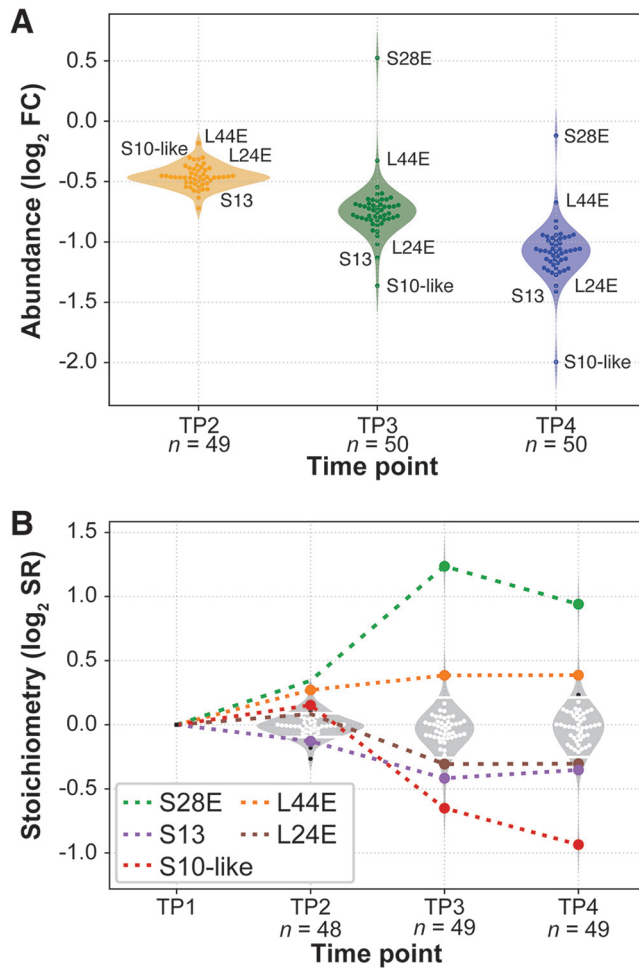 A
Abundance (log2 FC)
0.5
0.0
-0.5
-1.0
-1.5
-2.0
S28E
L44E
S10-like
L24E
S13
L44E
L24E
S13
S10-like
S28E
L44E
L24E
S13
S10-like
TP2
n = 49
TP3
n = 50
TP4
n = 50
Time point
B
Stoichiometry (log2 SR)
1.5
1.0
0.5
0.0
-0.5
-1.0
S28E L44E
S13 L24E
S10-like
TP1
TP2
n = 48
TP3
n = 49
TP4
n = 49
Time point